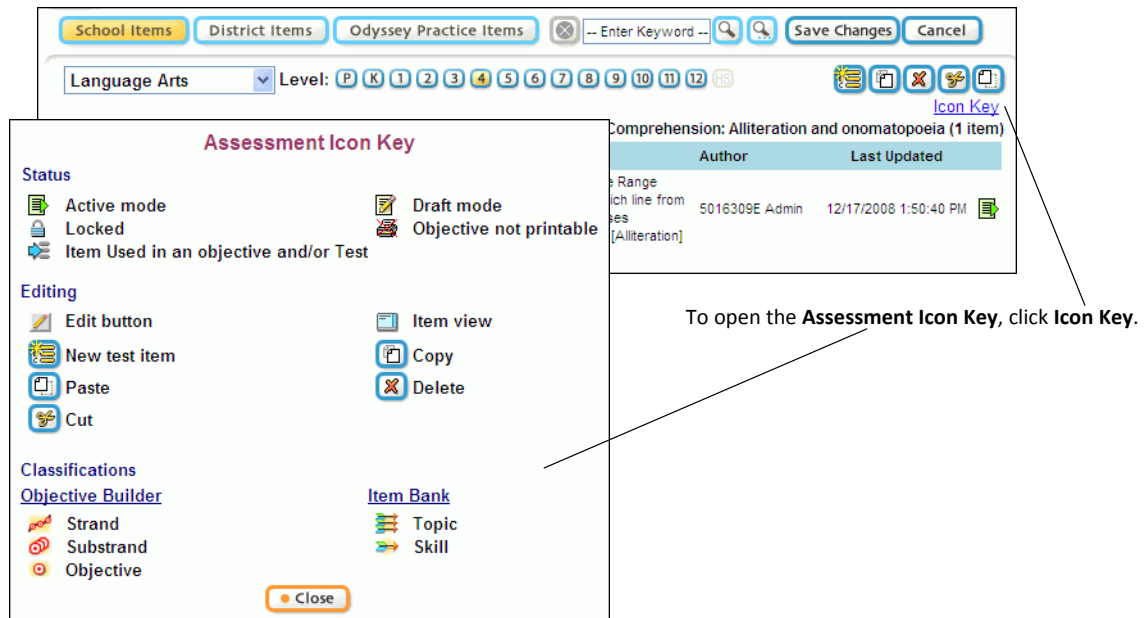 School Items District Items Odyssey Practice Items -- Enter Keyword -- Save Changes Cancel
Language Arts Level: P K 1 2 3 4 5 6 7 8 9 10 11 12 HS
Icon Key
Comprehension: Alliteration and onomatopoeia (1 item)
Author Last Updated
Range
ich line from
ses
[Alliteration]
5016309E Admin 12/17/2008 1:50:40 PM
Assessment Icon Key
Status
Active mode Draft mode
Locked Objective not printable
Item Used in an objective and/or Test
Editing
Edit button Item view
New test item Copy
Paste Delete
Cut
Classifications
Objective Builder Item Bank
Strand Topic
Substrand Skill
Objective
Close
To open the Assessment Icon Key, click Icon Key.